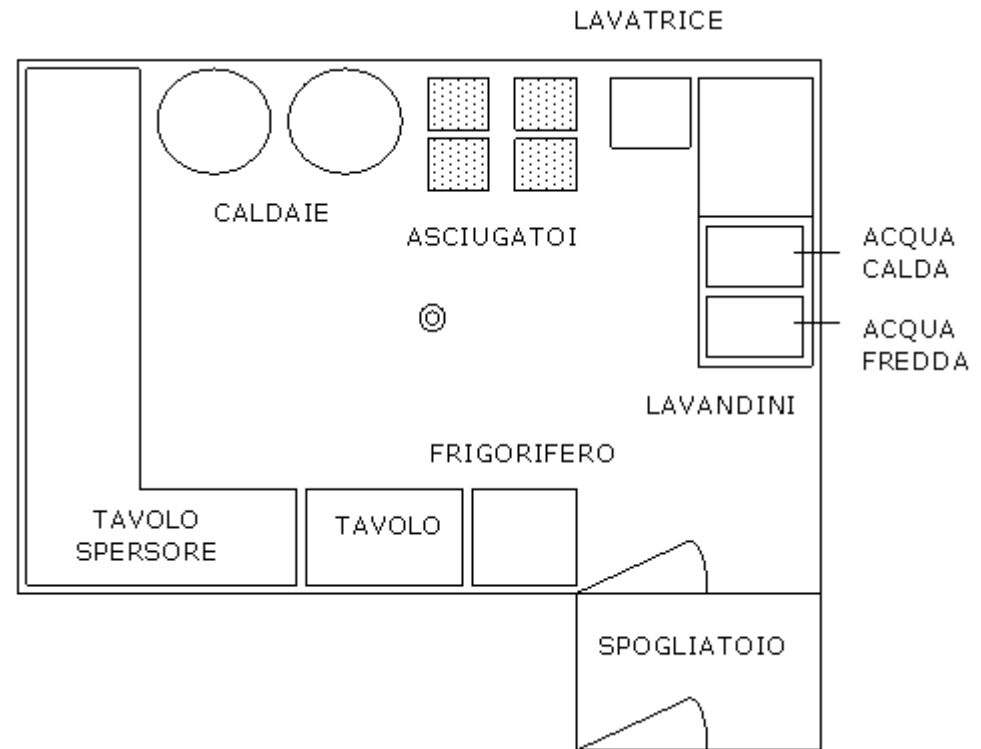 LAVATRICE
CALDAIE
ASCIUGATOI
ACQUA
CALDA
ACQUA
FREDDA
LAVANDINI
FRIGORIFERO
TAVOLO
SPERSORE
TAVOLO
SPOGLIATOIO